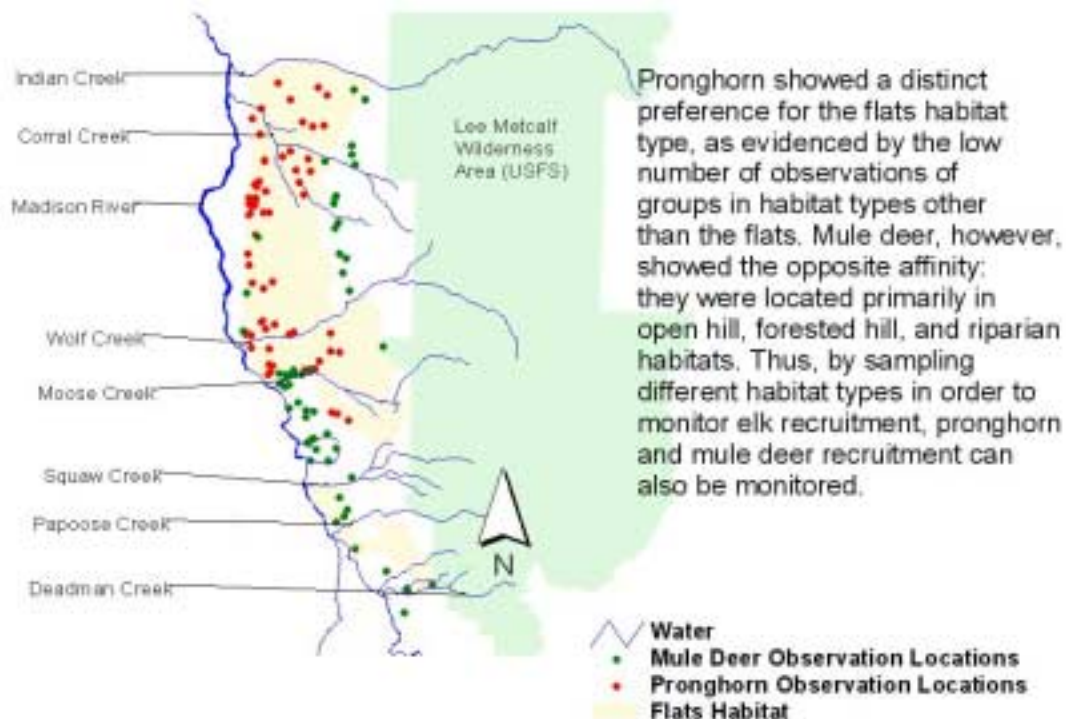 Indian Creek
Corral Creek
Madison River
Wolf Creek
Moose Creek
Squaw Creek
Papoose Creek
Deadman Creek
Lee Metcalf
Wilderness
Area (USFS)
N
Pronghorn showed a distinct
preference for the flats habitat
type, as evidenced by the low
number of observations of
groups in habitat types other
than the flats. Mule deer, however,
showed the opposite affinity:
they were located primarily in
open hill, forested hill, and riparian
habitats. Thus, by sampling
different habitat types in order to
monitor elk recruitment, pronghorn
and mule deer recruitment can
also be monitored.
Water
Mule Deer Observation Locations
Pronghorn Observation Locations
Flats Habitat